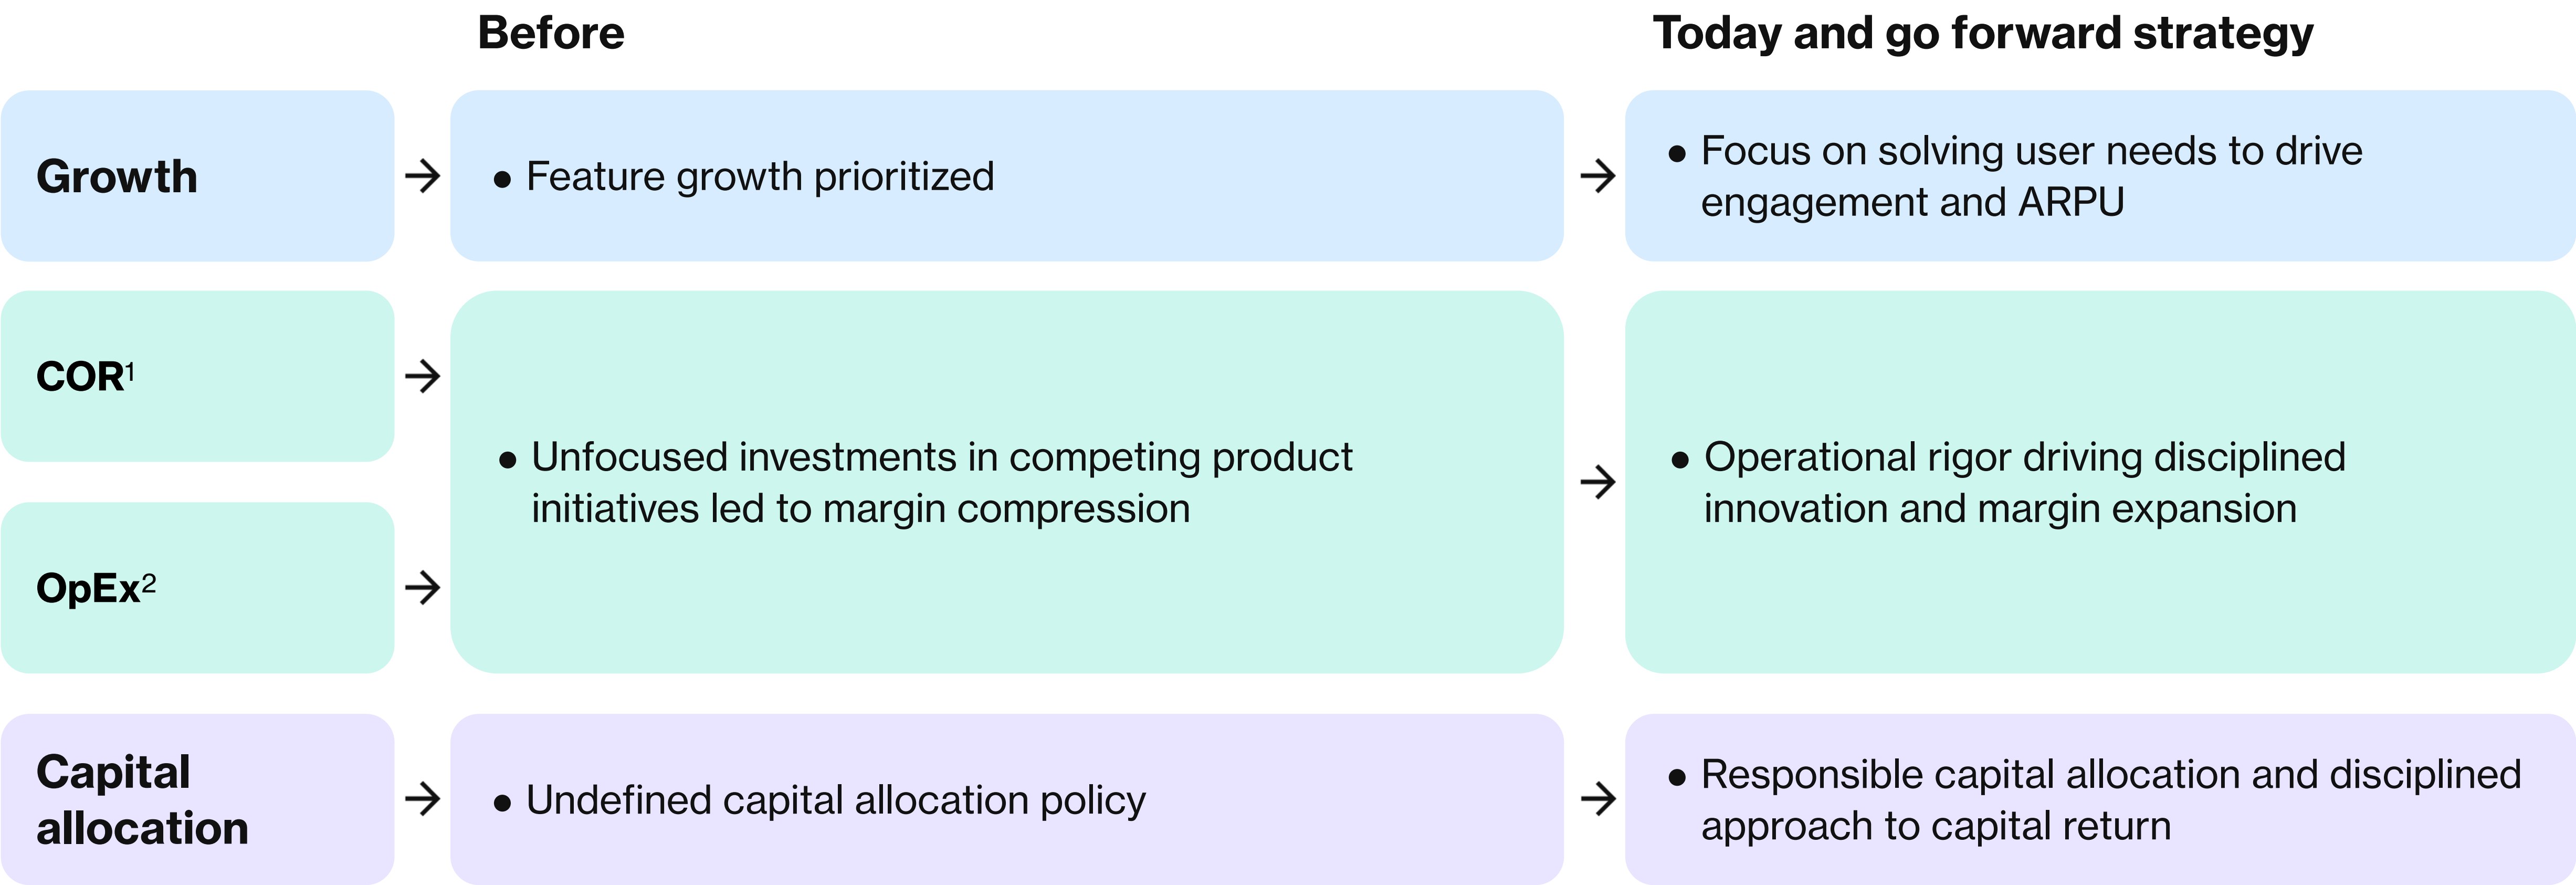 Before
Today and go forward strategy
Growth
● Feature growth prioritized
● Focus on solving user needs to drive
engagement and ARPU
COR¹
OpEx²
● Unfocused investments in competing product
initiatives led to margin compression
● Operational rigor driving disciplined
innovation and margin expansion
Capital
allocation
● Undefined capital allocation policy
● Responsible capital allocation and disciplined
approach to capital return